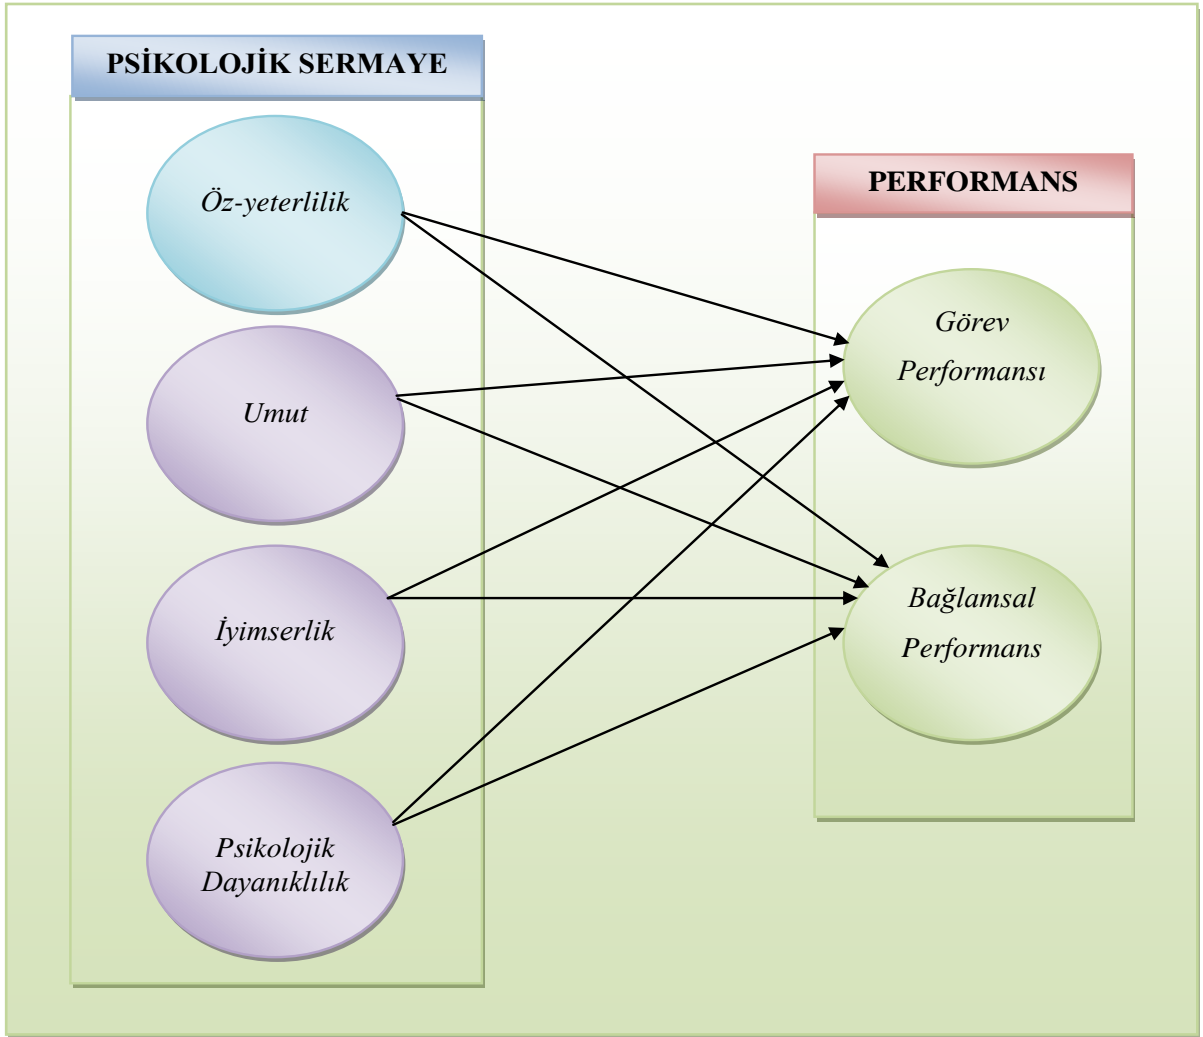 PSİKOLOJİK SERMAYE
Öz-yeterlilik
Umut
İyimserlik
Psikolojik
Dayanıklılık
PERFORMANS
Görev
Performansı
Bağlamsal
Performans